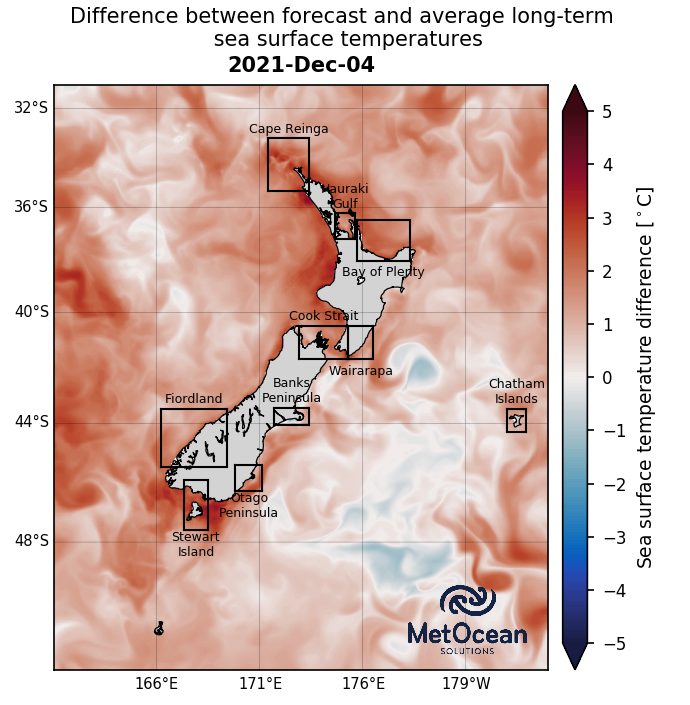 Difference between forecast and average long-term
sea surface temperatures
2021-Dec-04
32°S
36°S
40°S
44°S
48°S
Cape Reinga
Hauraki
Gulf
Bay of Plenty
Cook Strait
Wairarapa
Banks
Peninsula
Fiordland
Chatham
Islands
Otago
Peninsula
Stewart
Island
MetOcean
SOLUTIONS
166°E
171°E
176°E
179°W
5
4
3
2
1
0
−1
−2
−3
−4
−5
Sea surface temperature difference [°C]